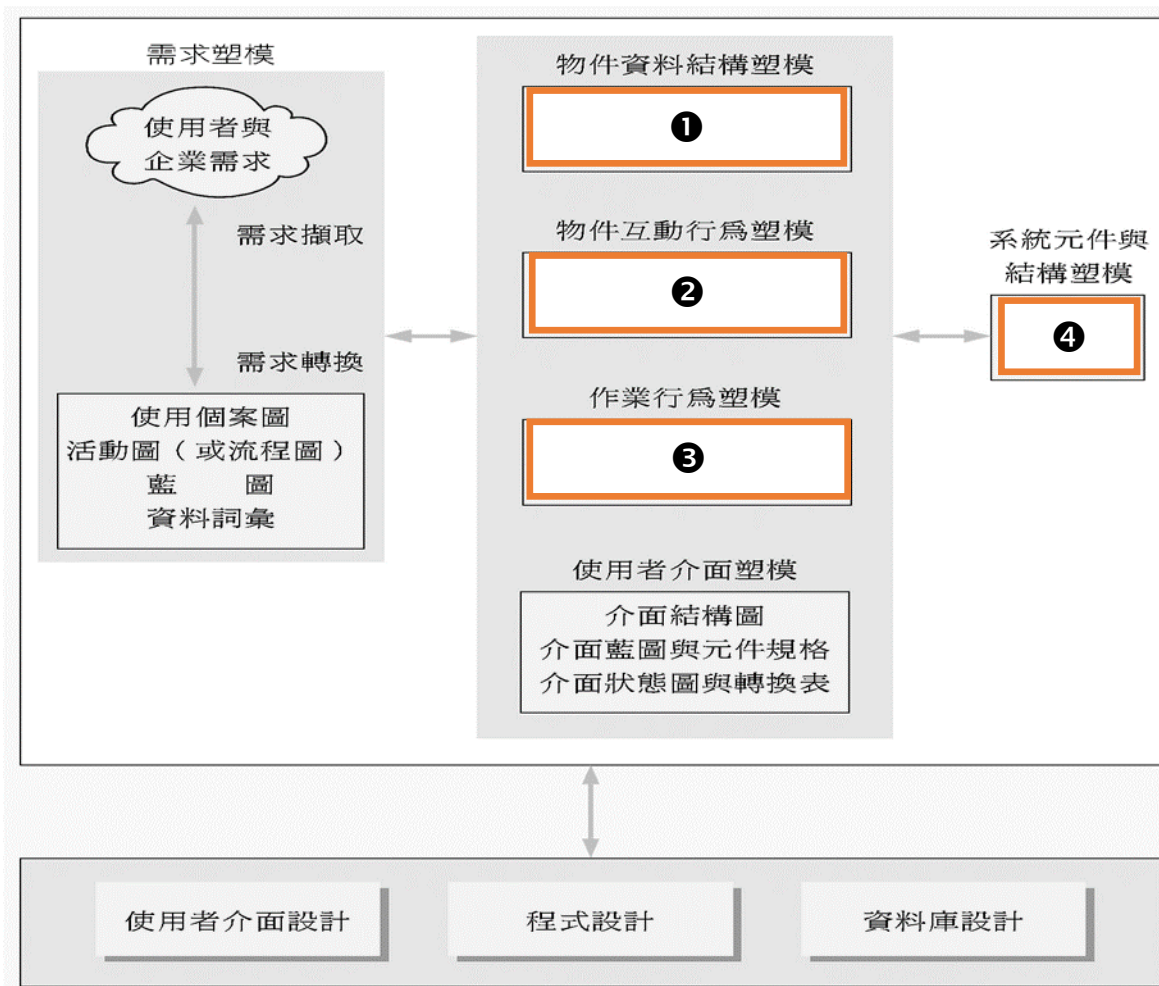 需求塑模
使用者與
企業需求
需求擷取
需求轉換
使用個案圖
活動圖（或流程圖）
藍　　圖
資料詞彙
物件資料結構塑模
❶
物件互動行為塑模
❷
作業行為塑模
❸
使用者介面塑模
介面結構圖
介面藍圖與元件規格
介面狀態圖與轉換表
系統元件與
結構塑模
❹
使用者介面設計
程式設計
資料庫設計